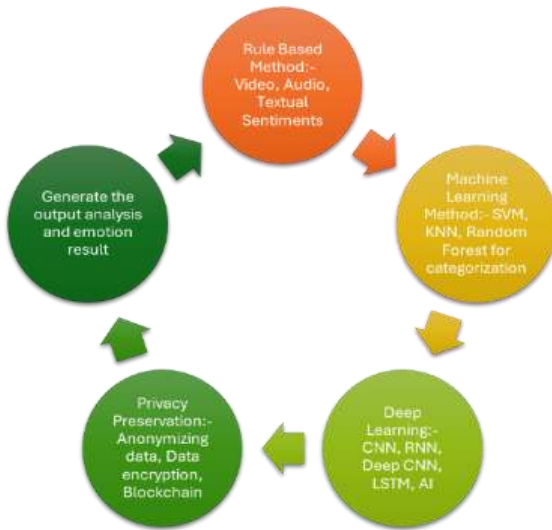 Rule Based
Method:-
Video, Audio,
Textual
Sentiments
Machine
Learning
Method:- SVM,
KNN, Random
Forest for
categorization
Deep
Learning:-
CNN, RNN,
Deep CNN,
LSTM, AI
Privacy
Preservation:-
Anonymizing
data, Data
encryption,
Blockchain
Generate the
output analysis
and emotion
result